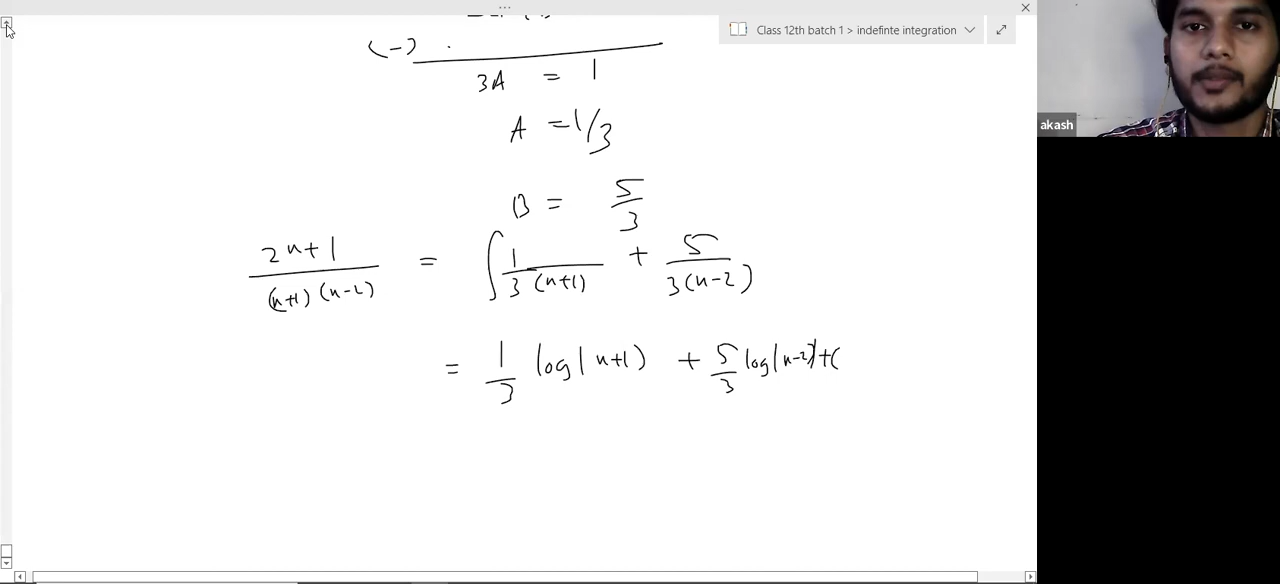 Class 12th batch 1 > indefinte integration
akash
(-)
3A = 1
A = 1/3
B = 5/3
2x+1/(x+1)(x-2) = ∫ 1/3(x+1) + 5/3(x-2)
= 1/3 log|x+1) + 5/3 log|x-2|+C